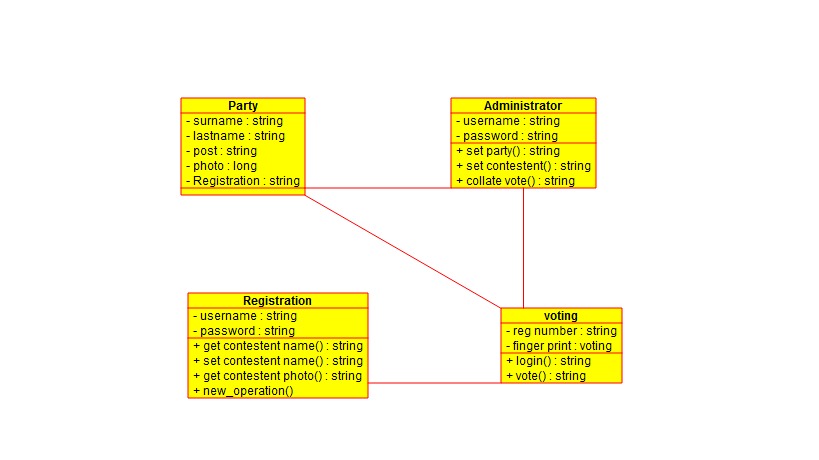 Party
- surname : string
- lastname : string
- post : string
- photo : long
- Registration : string
Administrator
- username : string
- password : string
+ set party() : string
+ set contestent() : string
+ collate vote() : string
Registration
- username : string
- password : string
+ get contestent name() : string
+ set contestent name() : string
+ get contestent photo() : string
+ new_operation()
voting
- reg number : string
- finger print : voting
+ login() : string
+ vote() : string